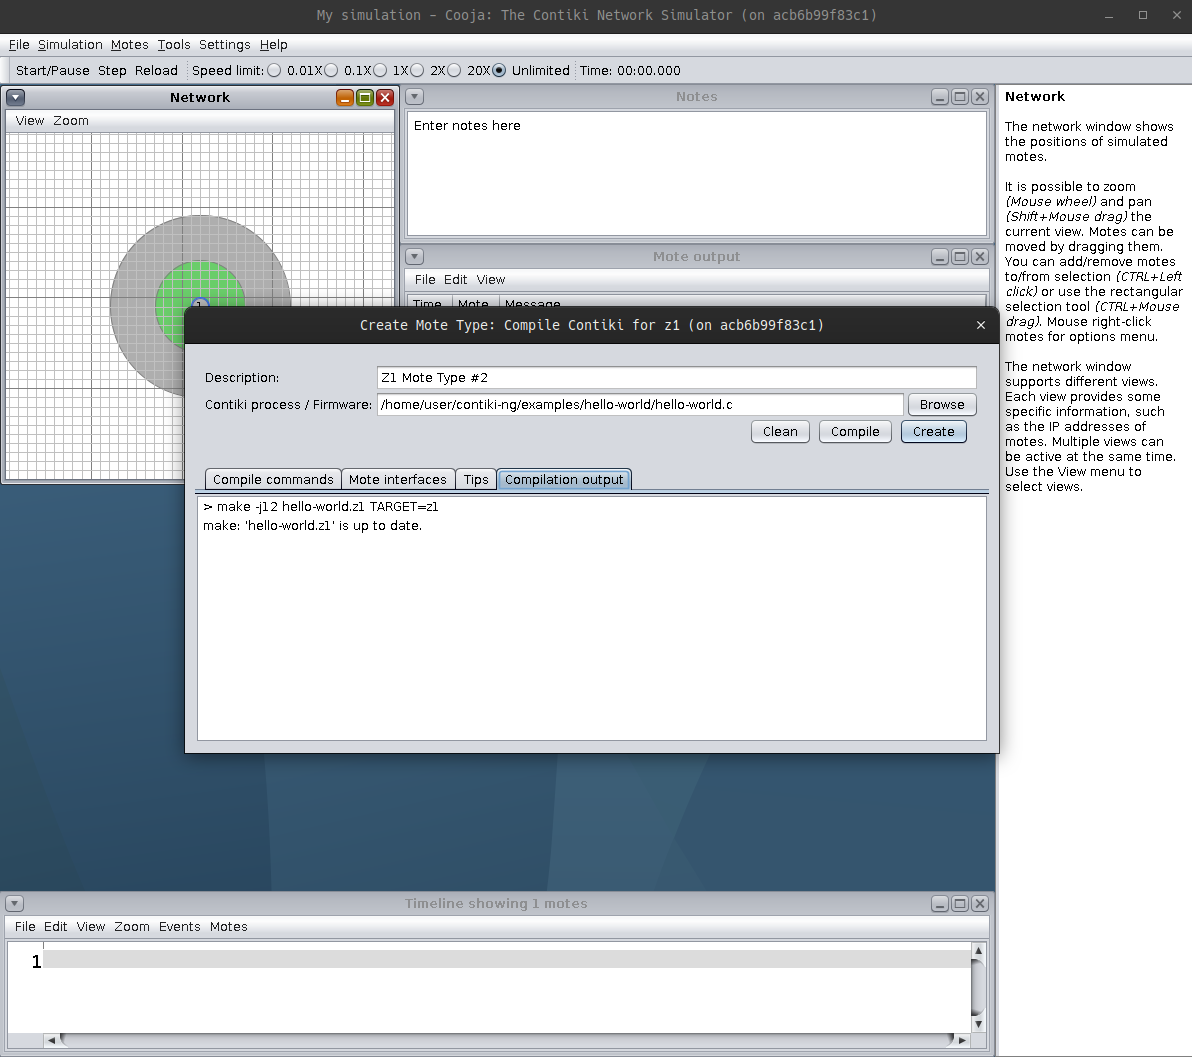 My simulation - Cooja: The Contiki Network Simulator (on acb6b99f83c1)
File Simulation Motes Tools Settings Help
Start/Pause Step Reload Speed limit: 0.01X 0.1X 1X 2X 20X Unlimited Time: 00:00.000
Network
View Zoom
1
Notes
Enter notes here
Mote output
File Edit View
Time Mote Message
Network
The network window shows
the positions of simulated
motes.
It is possible to zoom
(Mouse wheel) and pan
(Shift+Mouse drag) the
current view. Motes can be
moved by dragging them.
You can add/remove motes
to/from selection (CTRL+Left
click) or use the rectangular
selection tool (CTRL+Mouse
drag). Mouse right-click
motes for options menu.
The network window
supports different views.
Each view provides some
specific information, such
as the IP addresses of
motes. Multiple views can
be active at the same time.
Use the View menu to
select views.
Create Mote Type: Compile Contiki for z1 (on acb6b99f83c1)
Description: Z1 Mote Type #2
Contiki process / Firmware: /home/user/contiki-ng/examples/hello-world/hello-world.c Browse
Clean Compile Create
Compile commands Mote interfaces Tips Compilation output
> make -j12 hello-world.z1 TARGET=z1
make: 'hello-world.z1' is up to date.
Timeline showing 1 motes
File Edit View Zoom Events Motes
1